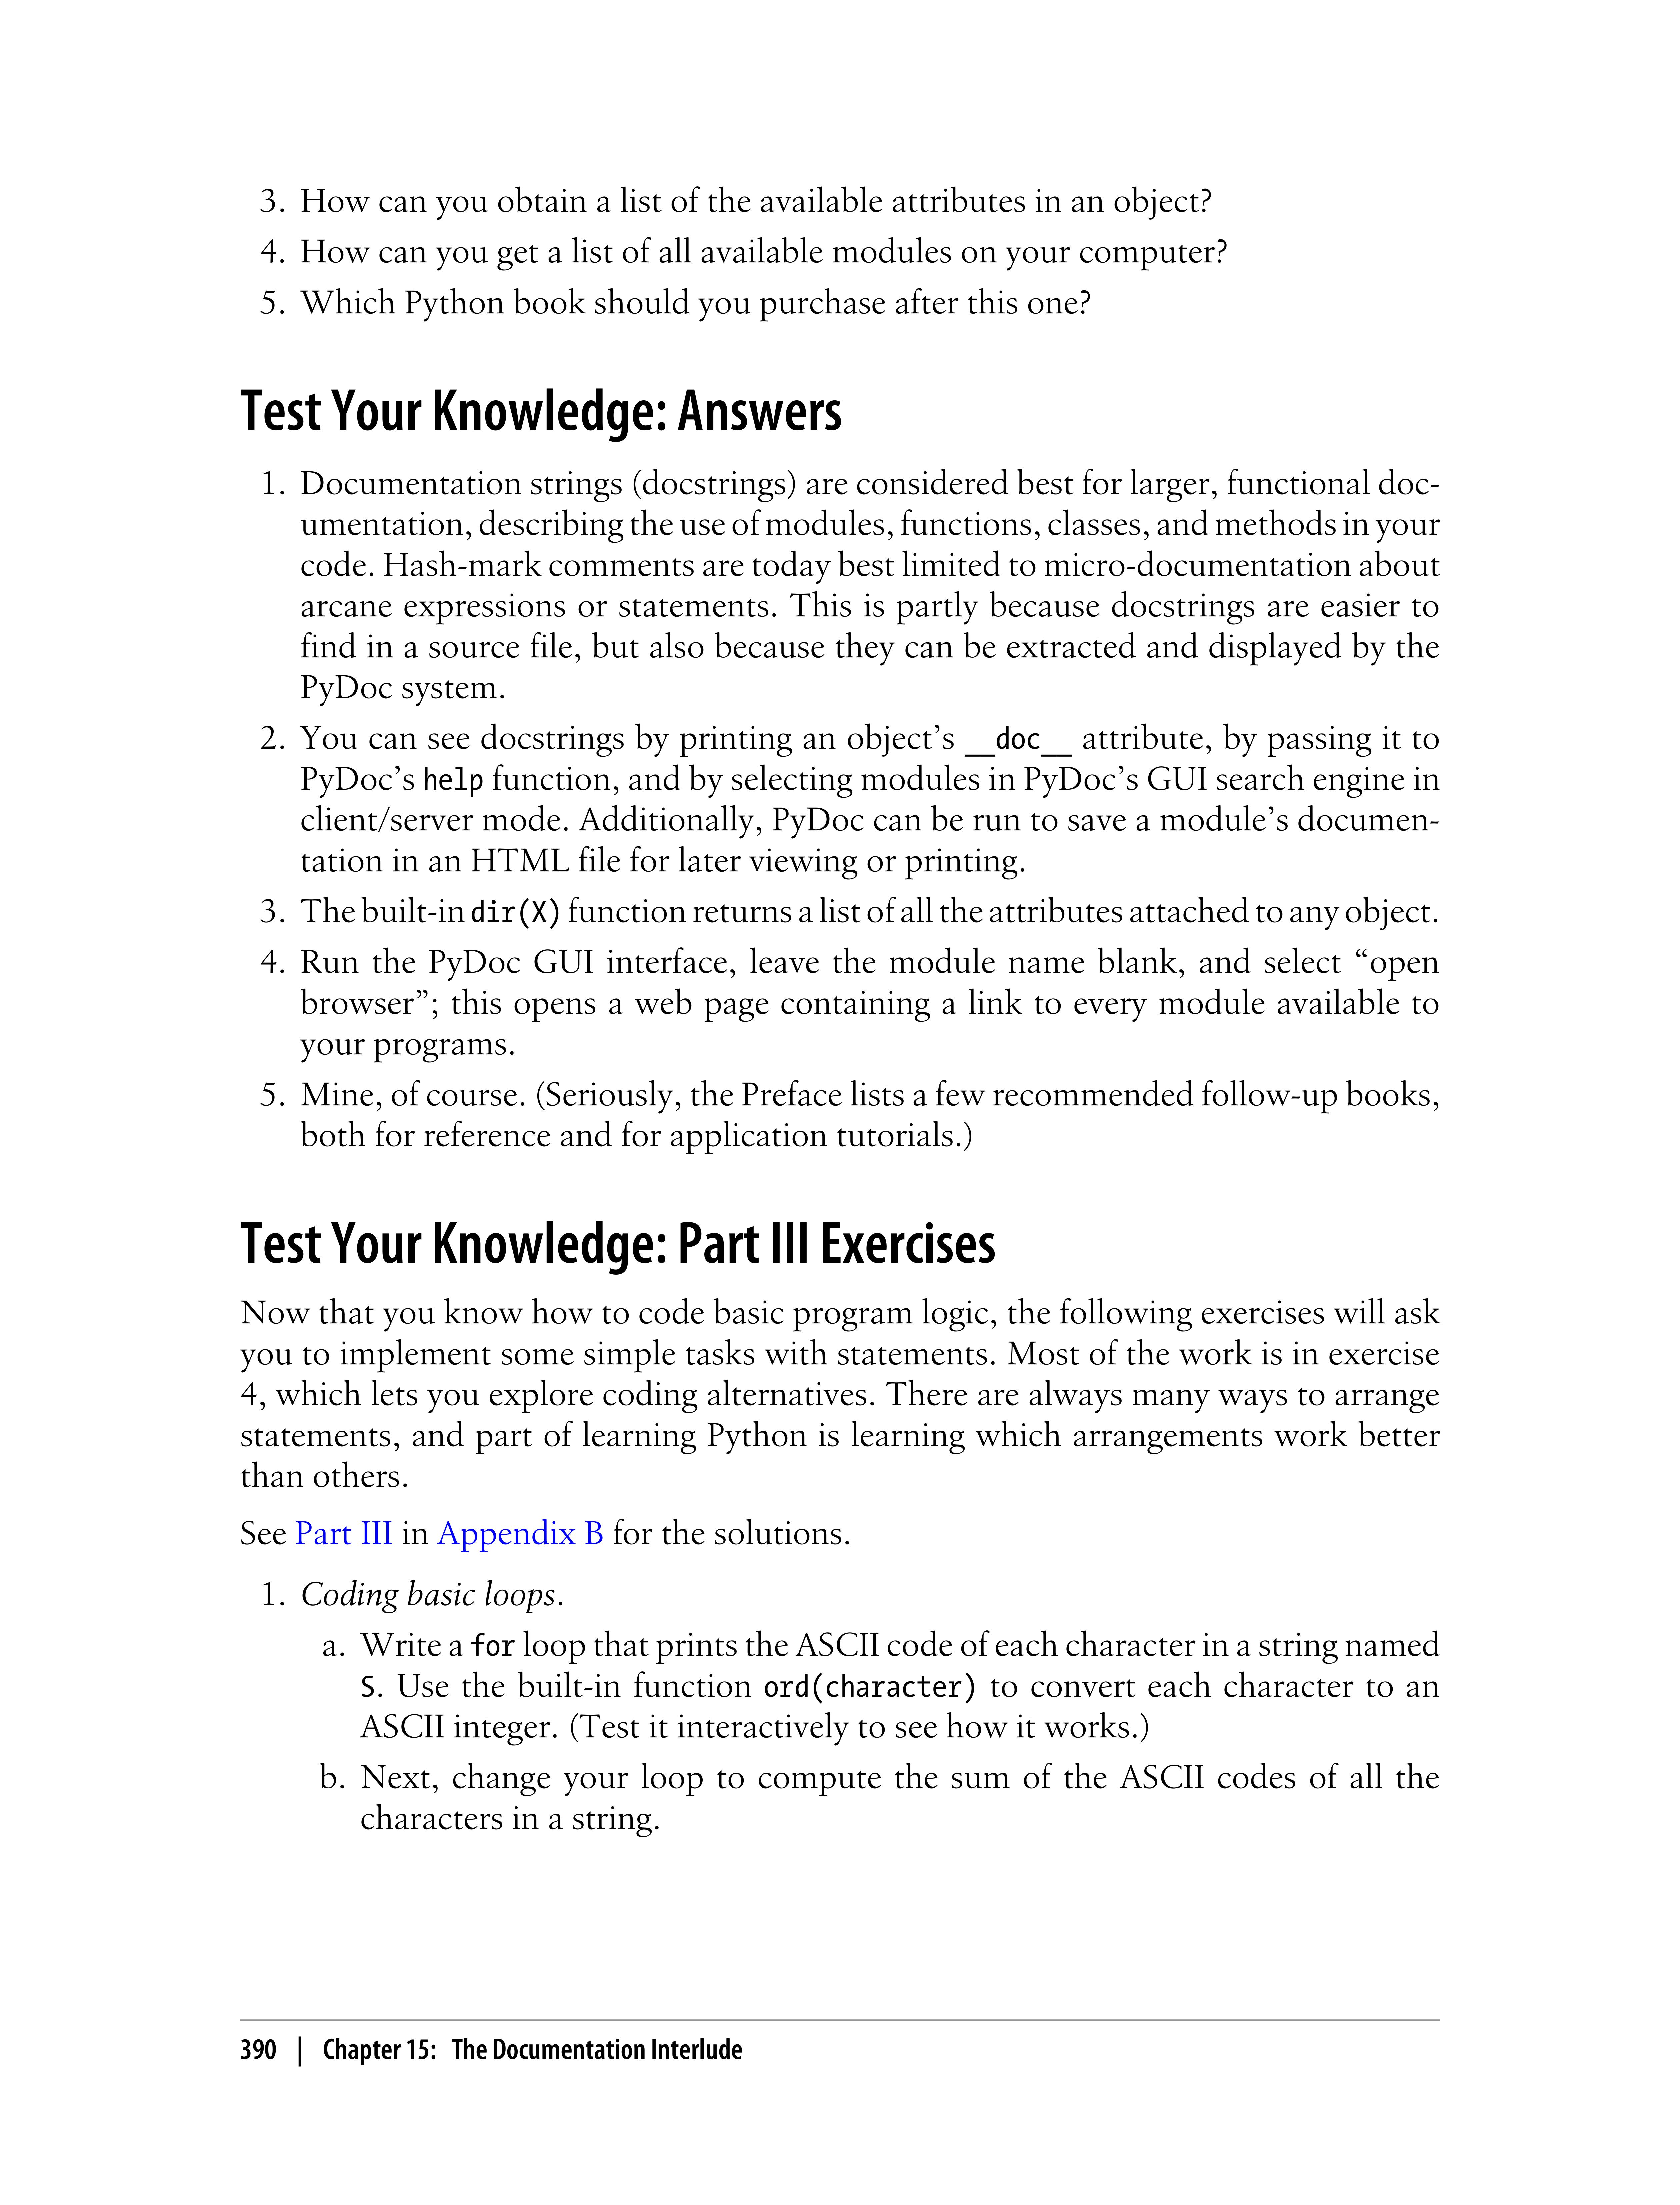 3. How can you obtain a list of the available attributes in an object?
4. How can you get a list of all available modules on your computer?
5. Which Python book should you purchase after this one?
Test Your Knowledge: Answers
1. Documentation strings (docstrings) are considered best for larger, functional doc-
umentation, describing the use of modules, functions, classes, and methods in your
code. Hash-mark comments are today best limited to micro-documentation about
arcane expressions or statements. This is partly because docstrings are easier to
find in a source file, but also because they can be extracted and displayed by the
PyDoc system.
2. You can see docstrings by printing an object’s __doc__ attribute, by passing it to
PyDoc’s help function, and by selecting modules in PyDoc’s GUI search engine in
client/server mode. Additionally, PyDoc can be run to save a module’s documen-
tation in an HTML file for later viewing or printing.
3. The built-in dir(X) function returns a list of all the attributes attached to any object.
4. Run the PyDoc GUI interface, leave the module name blank, and select “open
browser”; this opens a web page containing a link to every module available to
your programs.
5. Mine, of course. (Seriously, the Preface lists a few recommended follow-up books,
both for reference and for application tutorials.)
Test Your Knowledge: Part III Exercises
Now that you know how to code basic program logic, the following exercises will ask
you to implement some simple tasks with statements. Most of the work is in exercise
4, which lets you explore coding alternatives. There are always many ways to arrange
statements, and part of learning Python is learning which arrangements work better
than others.
See Part III in Appendix B for the solutions.
1. Coding basic loops.
a. Write a for loop that prints the ASCII code of each character in a string named
S. Use the built-in function ord(character) to convert each character to an
ASCII integer. (Test it interactively to see how it works.)
b. Next, change your loop to compute the sum of the ASCII codes of all the
characters in a string.
390 | Chapter 15: The Documentation Interlude